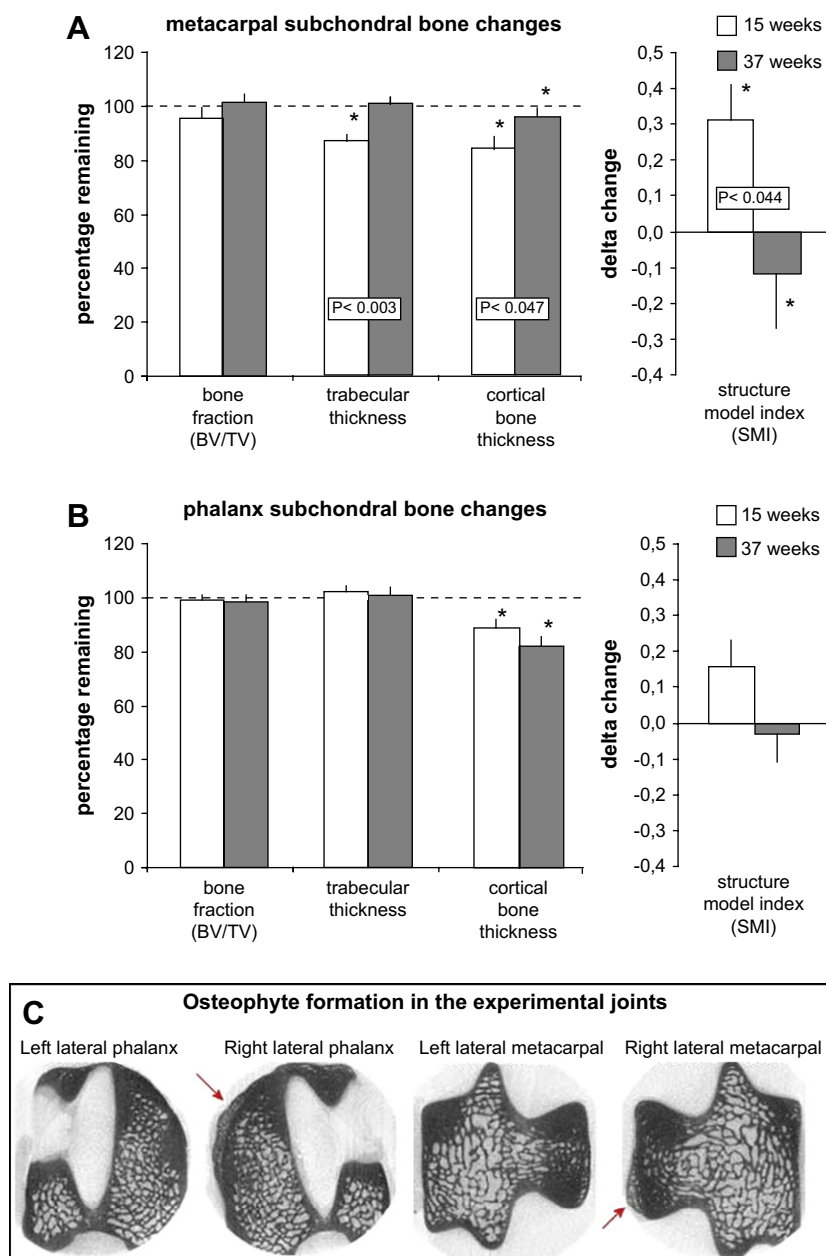 A
metacarpal subchondral bone changes
15 weeks
37 weeks
percentage remaining
120
100
80
60
40
20
0
*
*
*
P< 0.003
P< 0.047
bone
fraction
(BV/TV)
trabecular
thickness
cortical
bone
thickness
delta change
0,5
0,4
0,3
0,2
0,1
0,0
-0,1
-0,2
-0,3
-0,4
*
P< 0.044
*
structure
model index
(SMI)
B
phalanx subchondral bone changes
15 weeks
37 weeks
percentage remaining
120
100
80
60
40
20
0
*
*
bone
fraction
(BV/TV)
trabecular
thickness
cortical
bone
thickness
delta change
0,5
0,4
0,3
0,2
0,1
0,0
-0,1
-0,2
-0,3
-0,4
structure
model index
(SMI)
C
Osteophyte formation in the experimental joints
Left lateral phalanx
Right lateral phalanx
Left lateral metacarpal
Right lateral metacarpal